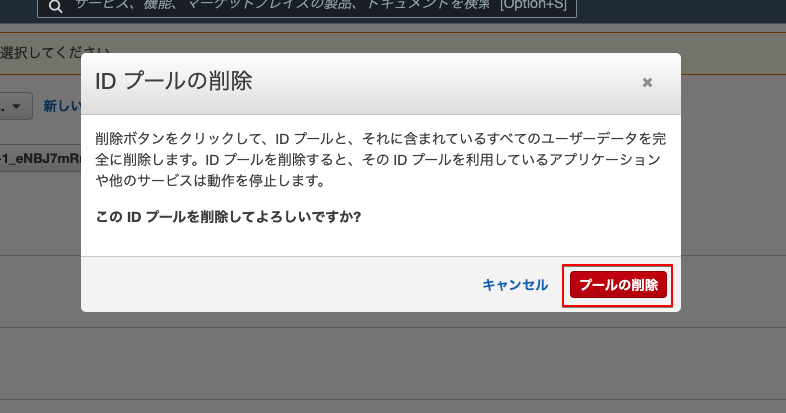 サービス、機能、マーケットプレイスの製品、ドキュメントを検索 [Option+S]
選択してください
ID プールの削除
新しい
削除ボタンをクリックして、ID プールと、それに含まれているすべてのユーザーデータを完
全に削除します。ID プールを削除すると、その ID プールを利用しているアプリケーション
や他のサービスは動作を停止します。
-1_eNBJ7mR
この ID プールを削除してよろしいですか?
キャンセル
プールの削除